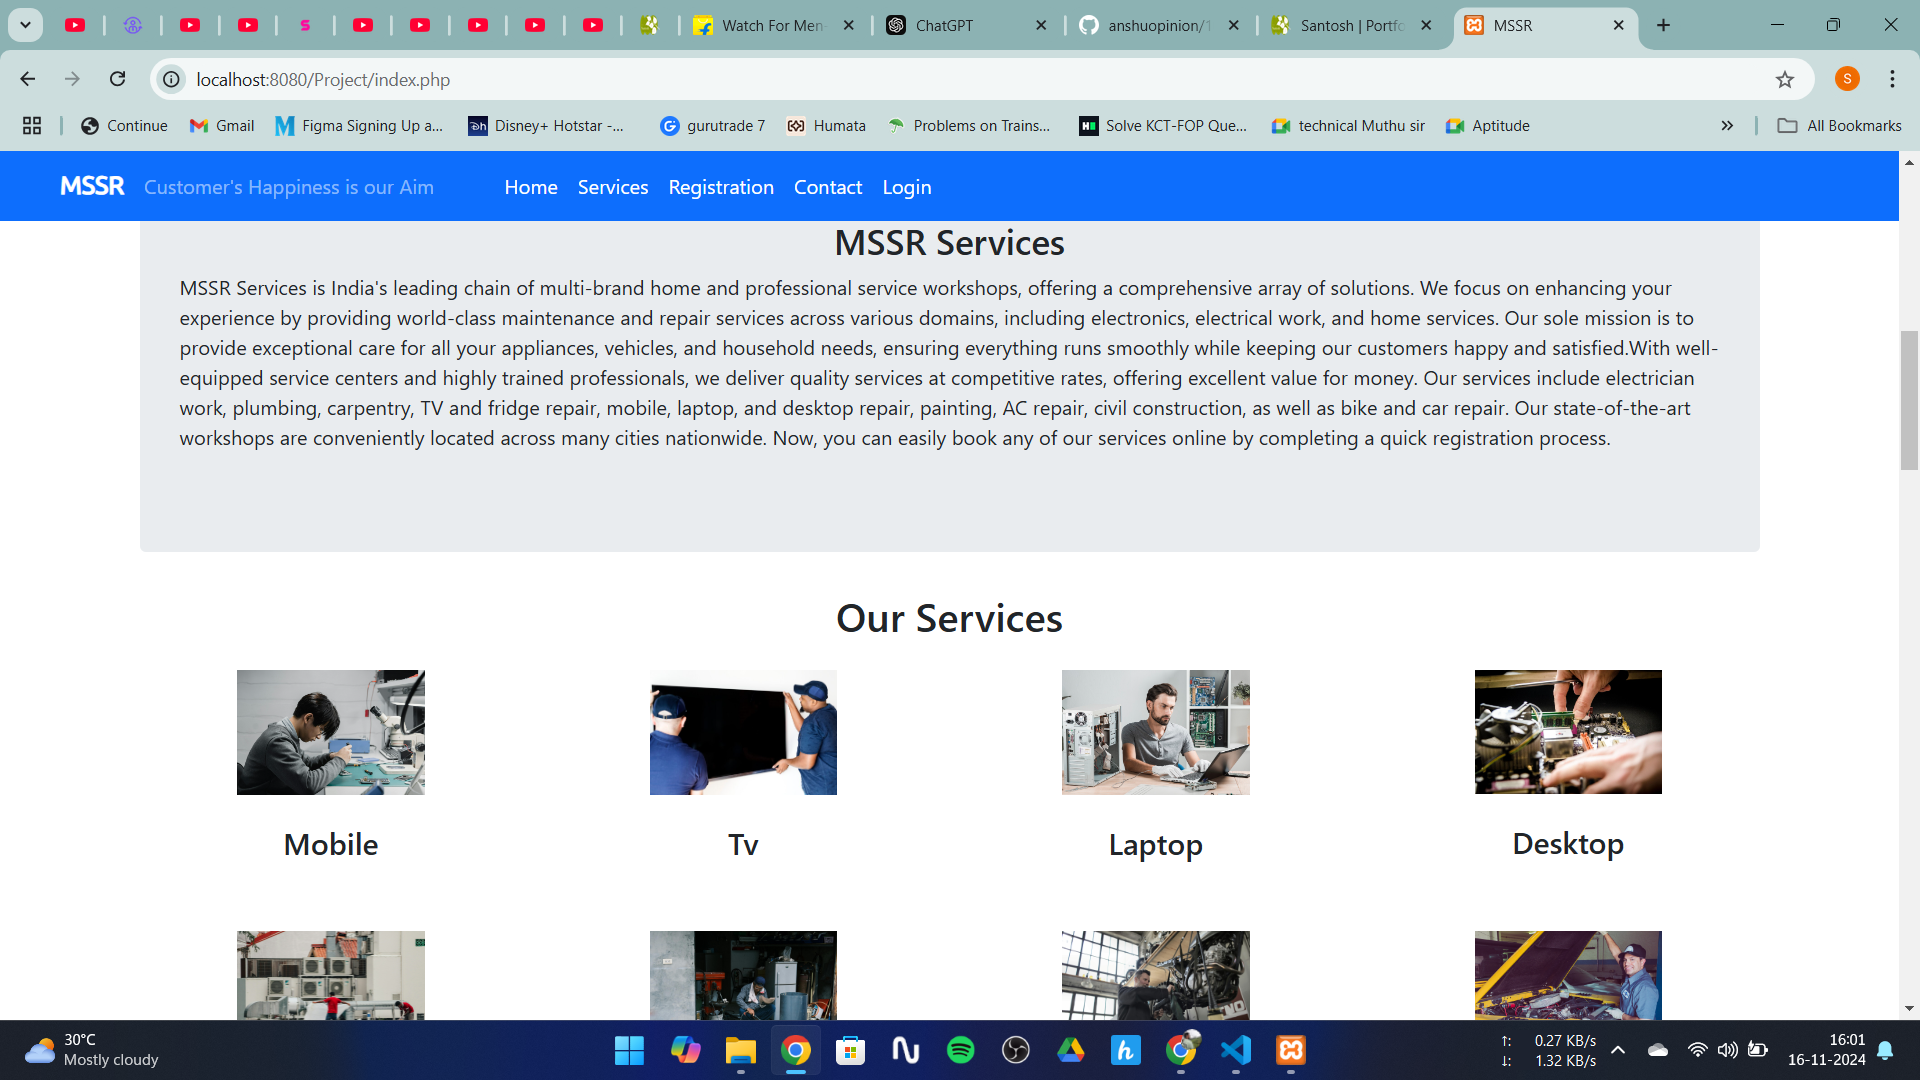 Watch For Men
ChatGPT
anshuopinion/1
Santosh | Portfo
MSSR
localhost:8080/Project/index.php
S
Continue
Gmail
Figma Signing Up a...
Disney+ Hotstar -...
gurutrade 7
Humata
Problems on Trains...
Solve KCT-FOP Que...
technical Muthu sir
Aptitude
All Bookmarks
MSSR Customer's Happiness is our Aim Home Services Registration Contact Login
MSSR Services
MSSR Services is India's leading chain of multi-brand home and professional service workshops, offering a comprehensive array of solutions. We focus on enhancing your
experience by providing world-class maintenance and repair services across various domains, including electronics, electrical work, and home services. Our sole mission is to
provide exceptional care for all your appliances, vehicles, and household needs, ensuring everything runs smoothly while keeping our customers happy and satisfied.With well-
equipped service centers and highly trained professionals, we deliver quality services at competitive rates, offering excellent value for money. Our services include electrician
work, plumbing, carpentry, TV and fridge repair, mobile, laptop, and desktop repair, painting, AC repair, civil construction, as well as bike and car repair. Our state-of-the-art
workshops are conveniently located across many cities nationwide. Now, you can easily book any of our services online by completing a quick registration process.
Our Services
Mobile
Tv
Laptop
Desktop
30°C
Mostly cloudy
↑: 0.27 KB/s
↓: 1.32 KB/s
16:01
16-11-2024